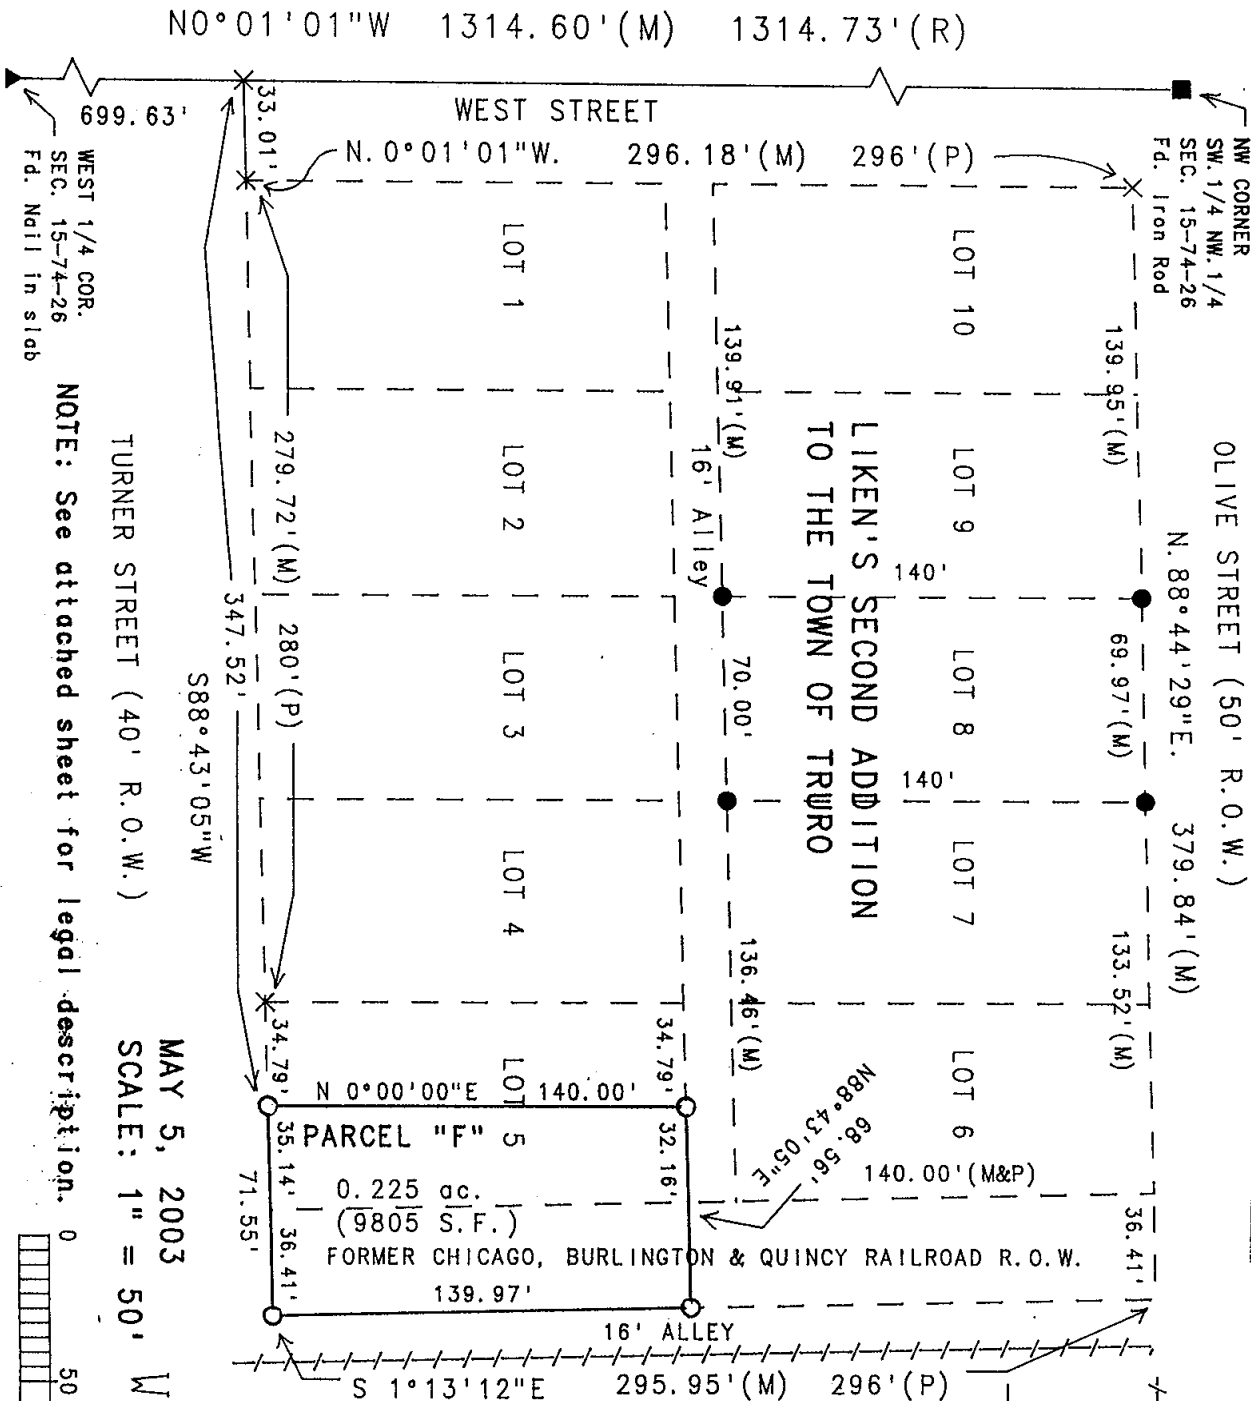 N0°01'01"W 1314.60'(M) 1314.73'(R)
699.63'
33.01'
WEST STREET
NW CORNER
SW. 1/4 NW. 1/4
SEC. 15-74-26
Fd. Iron Rod
WEST 1/4 COR.
SEC. 15-74-26
Fd. Nail in slab
N. 0°01'01"W. 296.18'(M) 296'(P)
LOT 1
LOT 10
139.91'(M)
139.95'(M)
OLIVE STREET (50' R.O.W.)
N. 88°44'29"E. 379.84'(M)
LOT 2
LOT 9
16' Alley
LIKEN'S SECOND ADDITION
TO THE TOWN OF TRURO
140'
279.72'(M) 280'(P)
347.52'
S88°43'05"W
TURNER STREET (40' R.O.W.)
NOTE: See attached sheet for legal description.
LOT 3
LOT 8
70.00'
69.97'(M)
140'
LOT 4
LOT 7
136.46'(M)
133.52'(M)
34.79'
34.79'
LOT 5
LOT 6
N 0°00'00"E 140.00'
N88°43'05"E
68.56'
PARCEL "F"
35.14'
36.41'
71.55'
32.16'
0.225 ac.
(9805 S.F.)
140.00'(M&P)
36.41'
FORMER CHICAGO, BURLINGTON & QUINCY RAILROAD R.O.W.
139.97'
16' ALLEY
S 1°13'12"E 295.95'(M) 296'(P)
MAY 5, 2003
SCALE: 1" = 50'
W
0
50